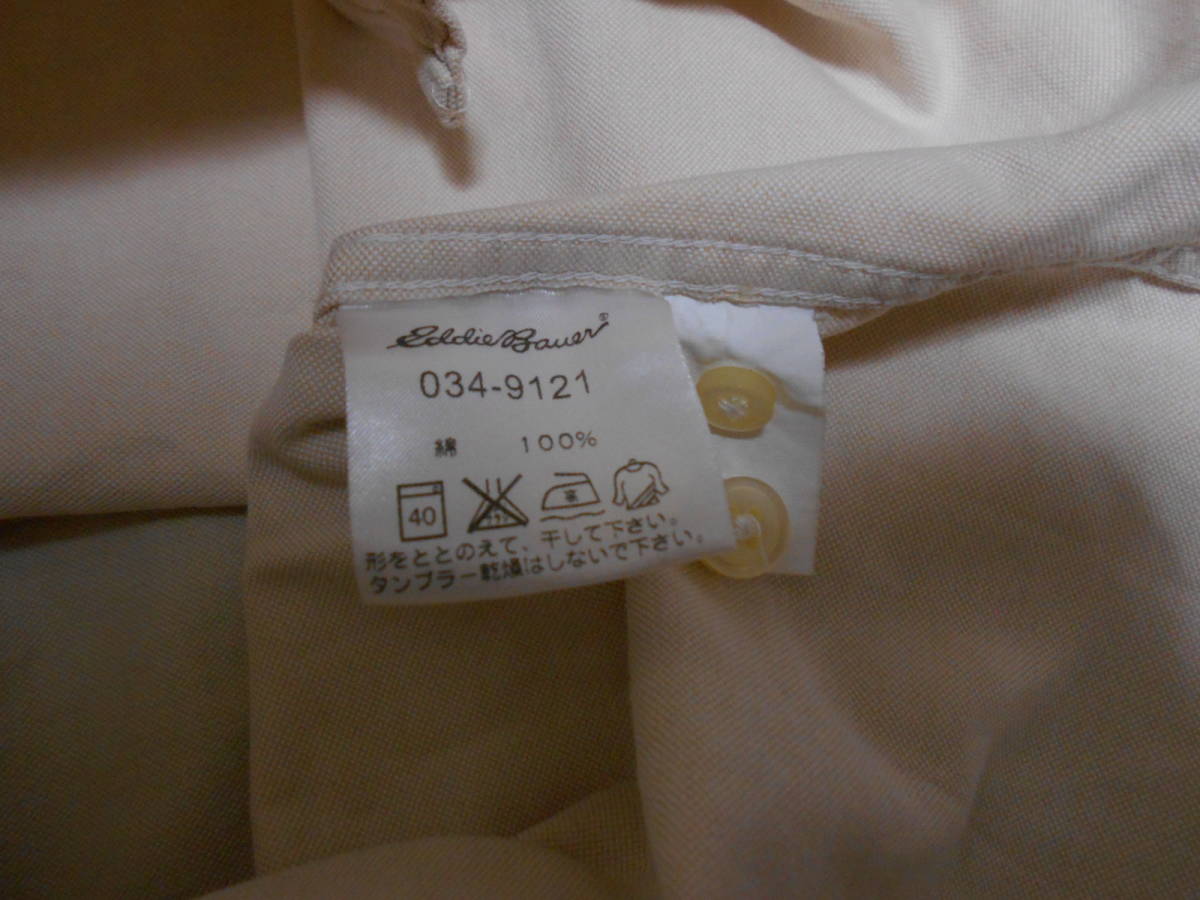 Eddie Bauer®
034-9121
綿 100%
40 高
形をととのえて、干して下さい。
タンブラー乾燥はしないで下さい。